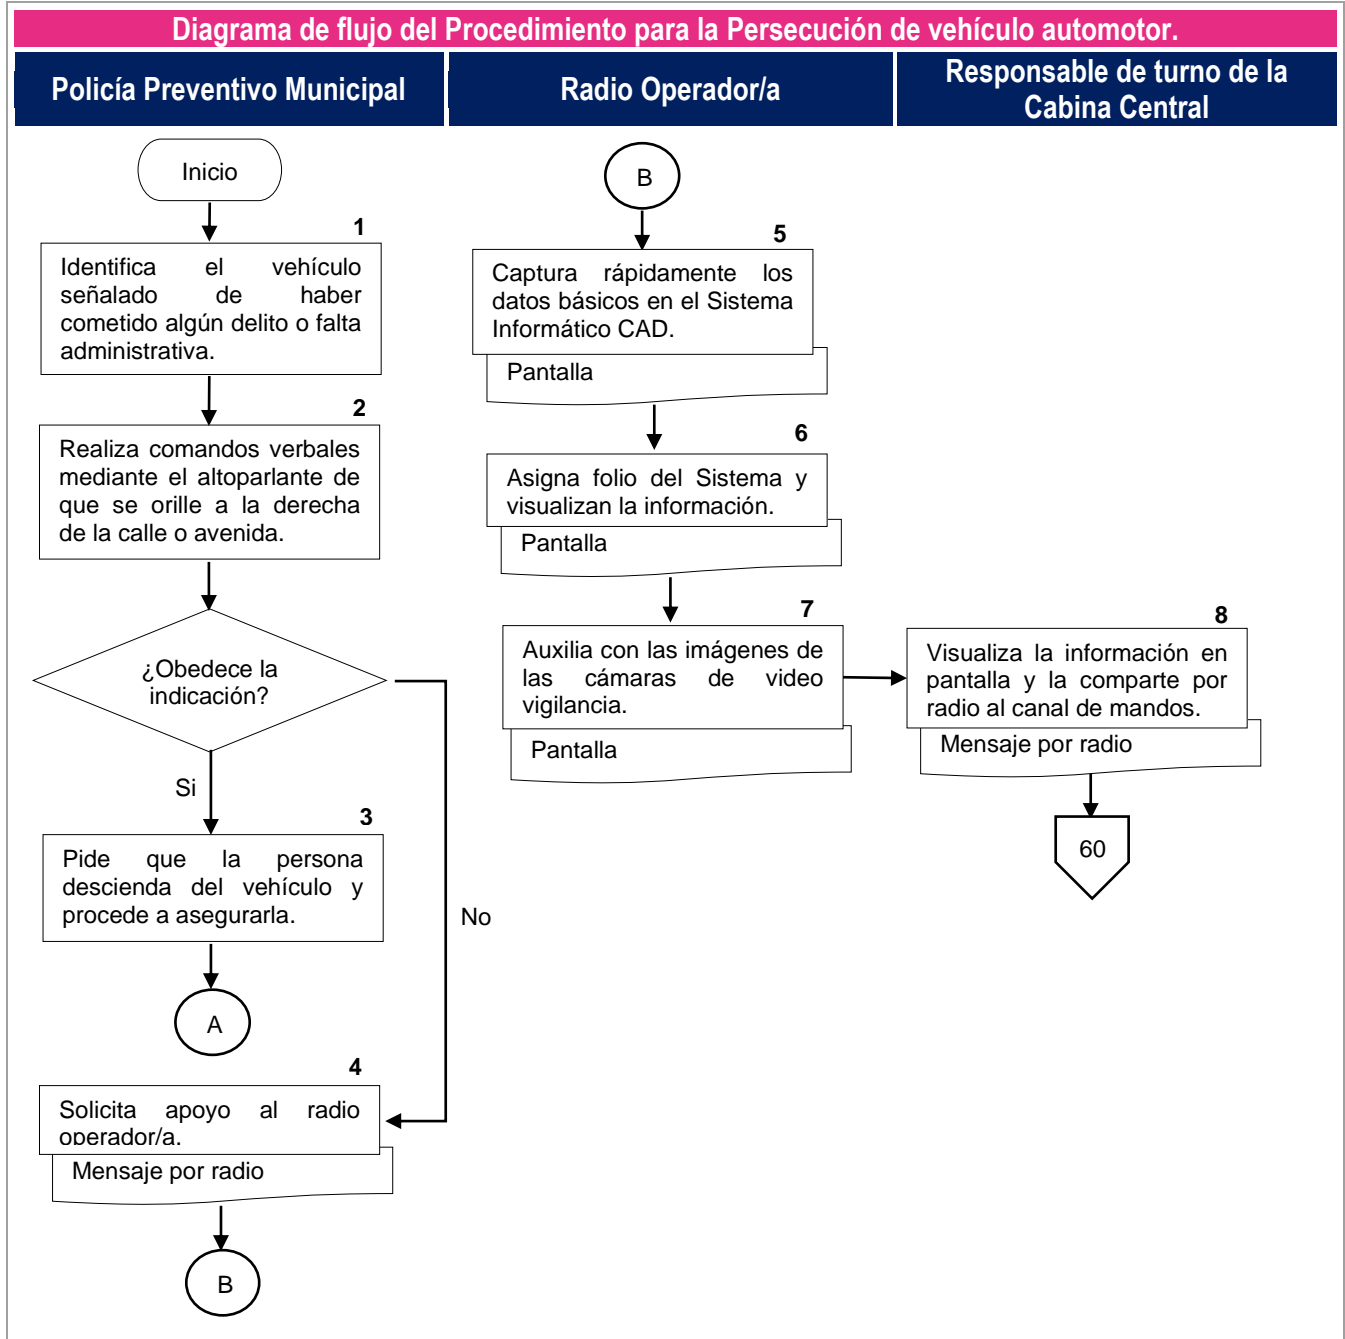 Diagrama de flujo del Procedimiento para la Persecución de vehículo automotor.
Policía Preventivo Municipal
Radio Operador/a
Responsable de turno de la
Cabina Central
Inicio
1
Identifica el vehículo
señalado de haber
cometido algún delito o falta
administrativa.
2
Realiza comandos verbales
mediante el altoparlante de
que se orille a la derecha
de la calle o avenida.
¿Obedece la
indicación?
Si
No
3
Pide que la persona
descienda del vehículo y
procede a asegurarla.
A
4
Solicita apoyo al radio
operador/a.
Mensaje por radio
B
B
5
Captura rápidamente los
datos básicos en el Sistema
Informático CAD.
Pantalla
6
Asigna folio del Sistema y
visualizan la información.
Pantalla
7
Auxilia con las imágenes de
las cámaras de video
vigilancia.
Pantalla
8
Visualiza la información en
pantalla y la comparte por
radio al canal de mandos.
Mensaje por radio
60